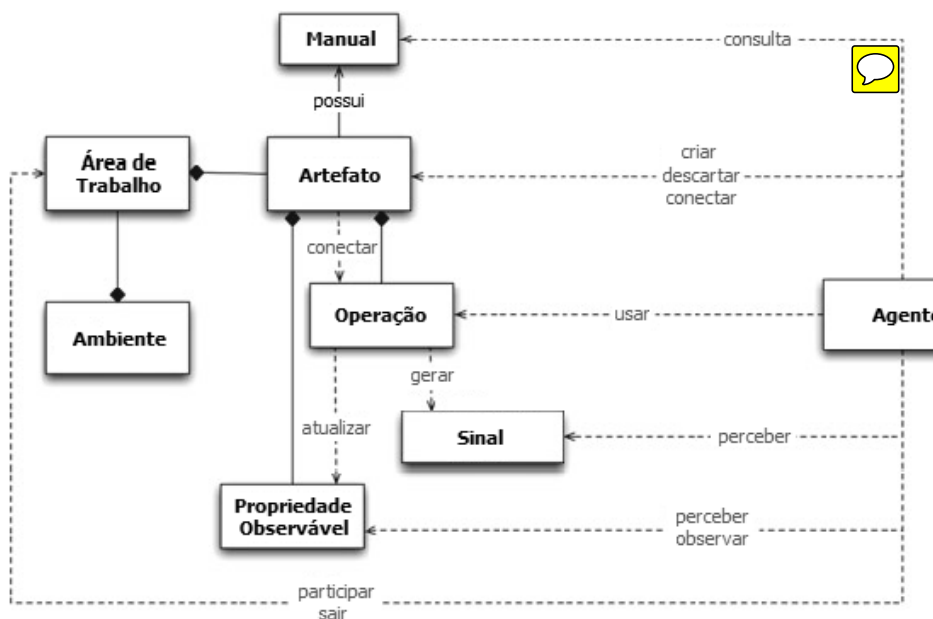 Manual
consulta
possui
Área de
Trabalho
Artefato
criar
descartar
conectar
conectar
Operação
usar
Agente
Ambiente
gerar
atualizar
Sinal
perceber
Propriedade
Observável
perceber
observar
participar
sair